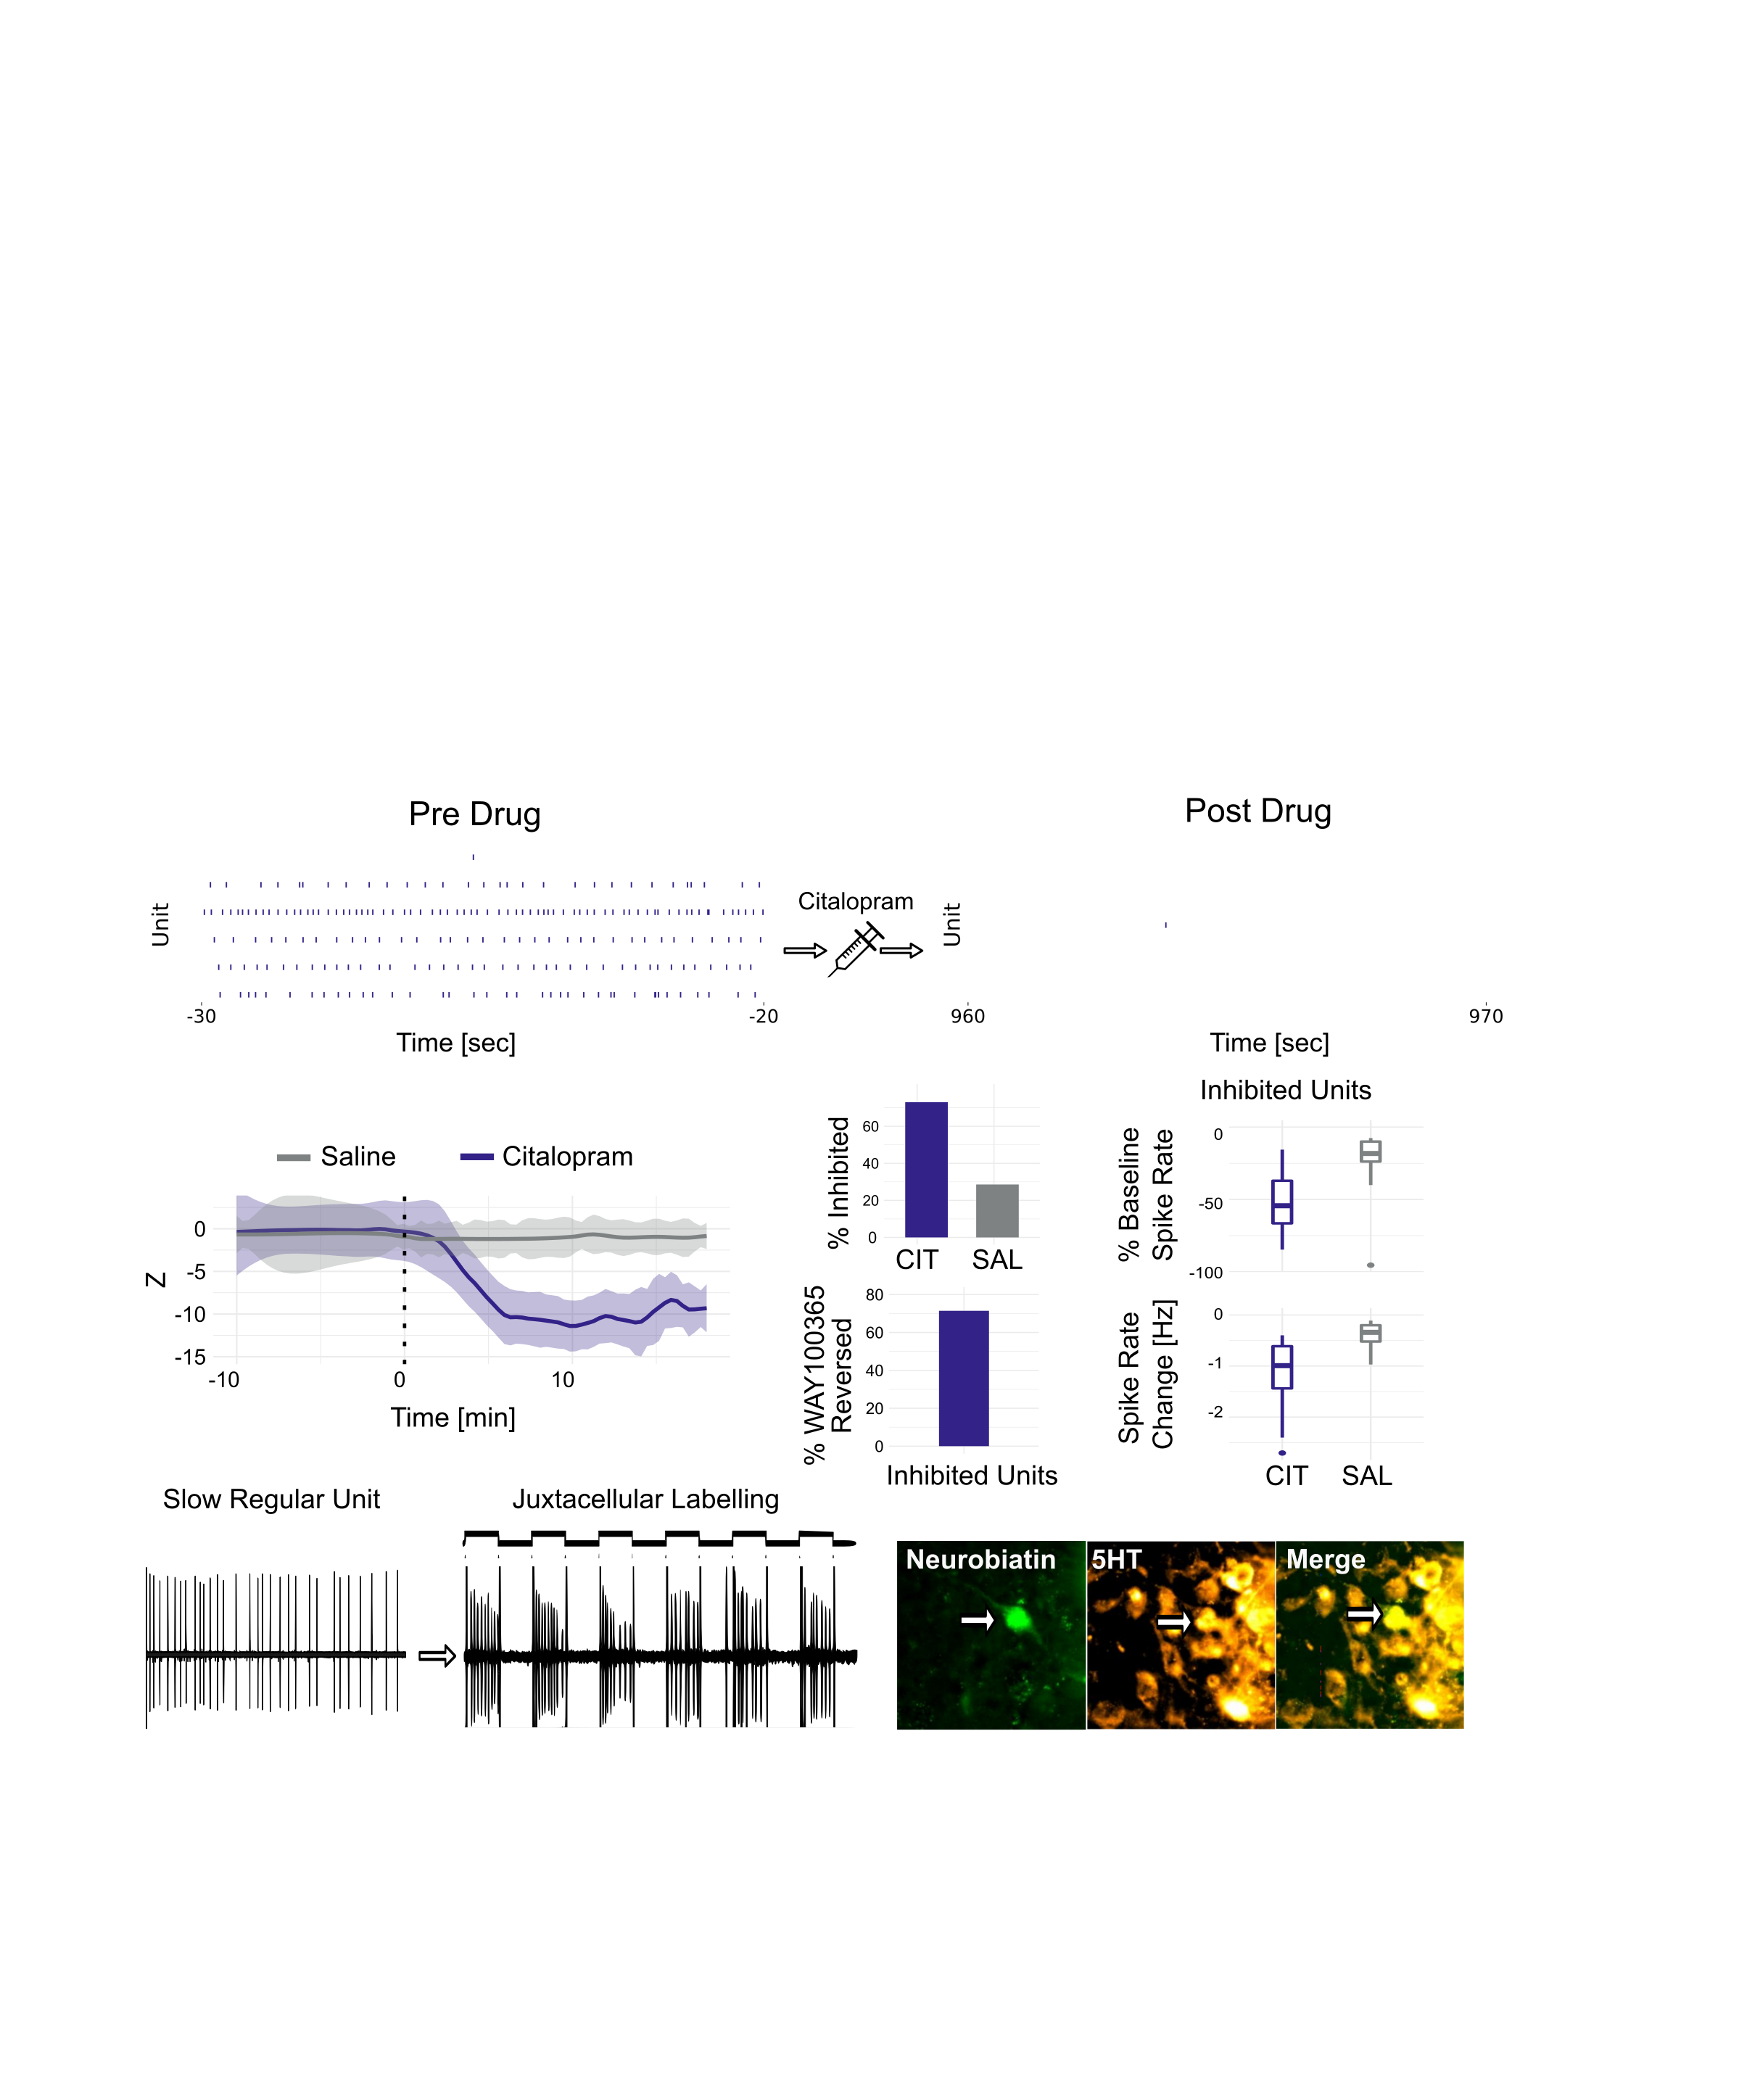 Pre Drug
Post Drug
Unit
Citalopram
Unit
-30
-20
960
970
Time [sec]
Time [sec]
Saline
Citalopram
Z
0
-5
-10
-15
-10
0
10
Time [min]
% Inhibited
60
40
20
0
CIT
SAL
% WAY100365
Reversed
80
60
40
20
0
Inhibited Units
Inhibited Units
% Baseline
Spike Rate
0
-50
-100
Spike Rate
Change [Hz]
0
-1
-2
CIT
SAL
Slow Regular Unit
Juxtacellular Labelling
Neurobiatin
5HT
Merge